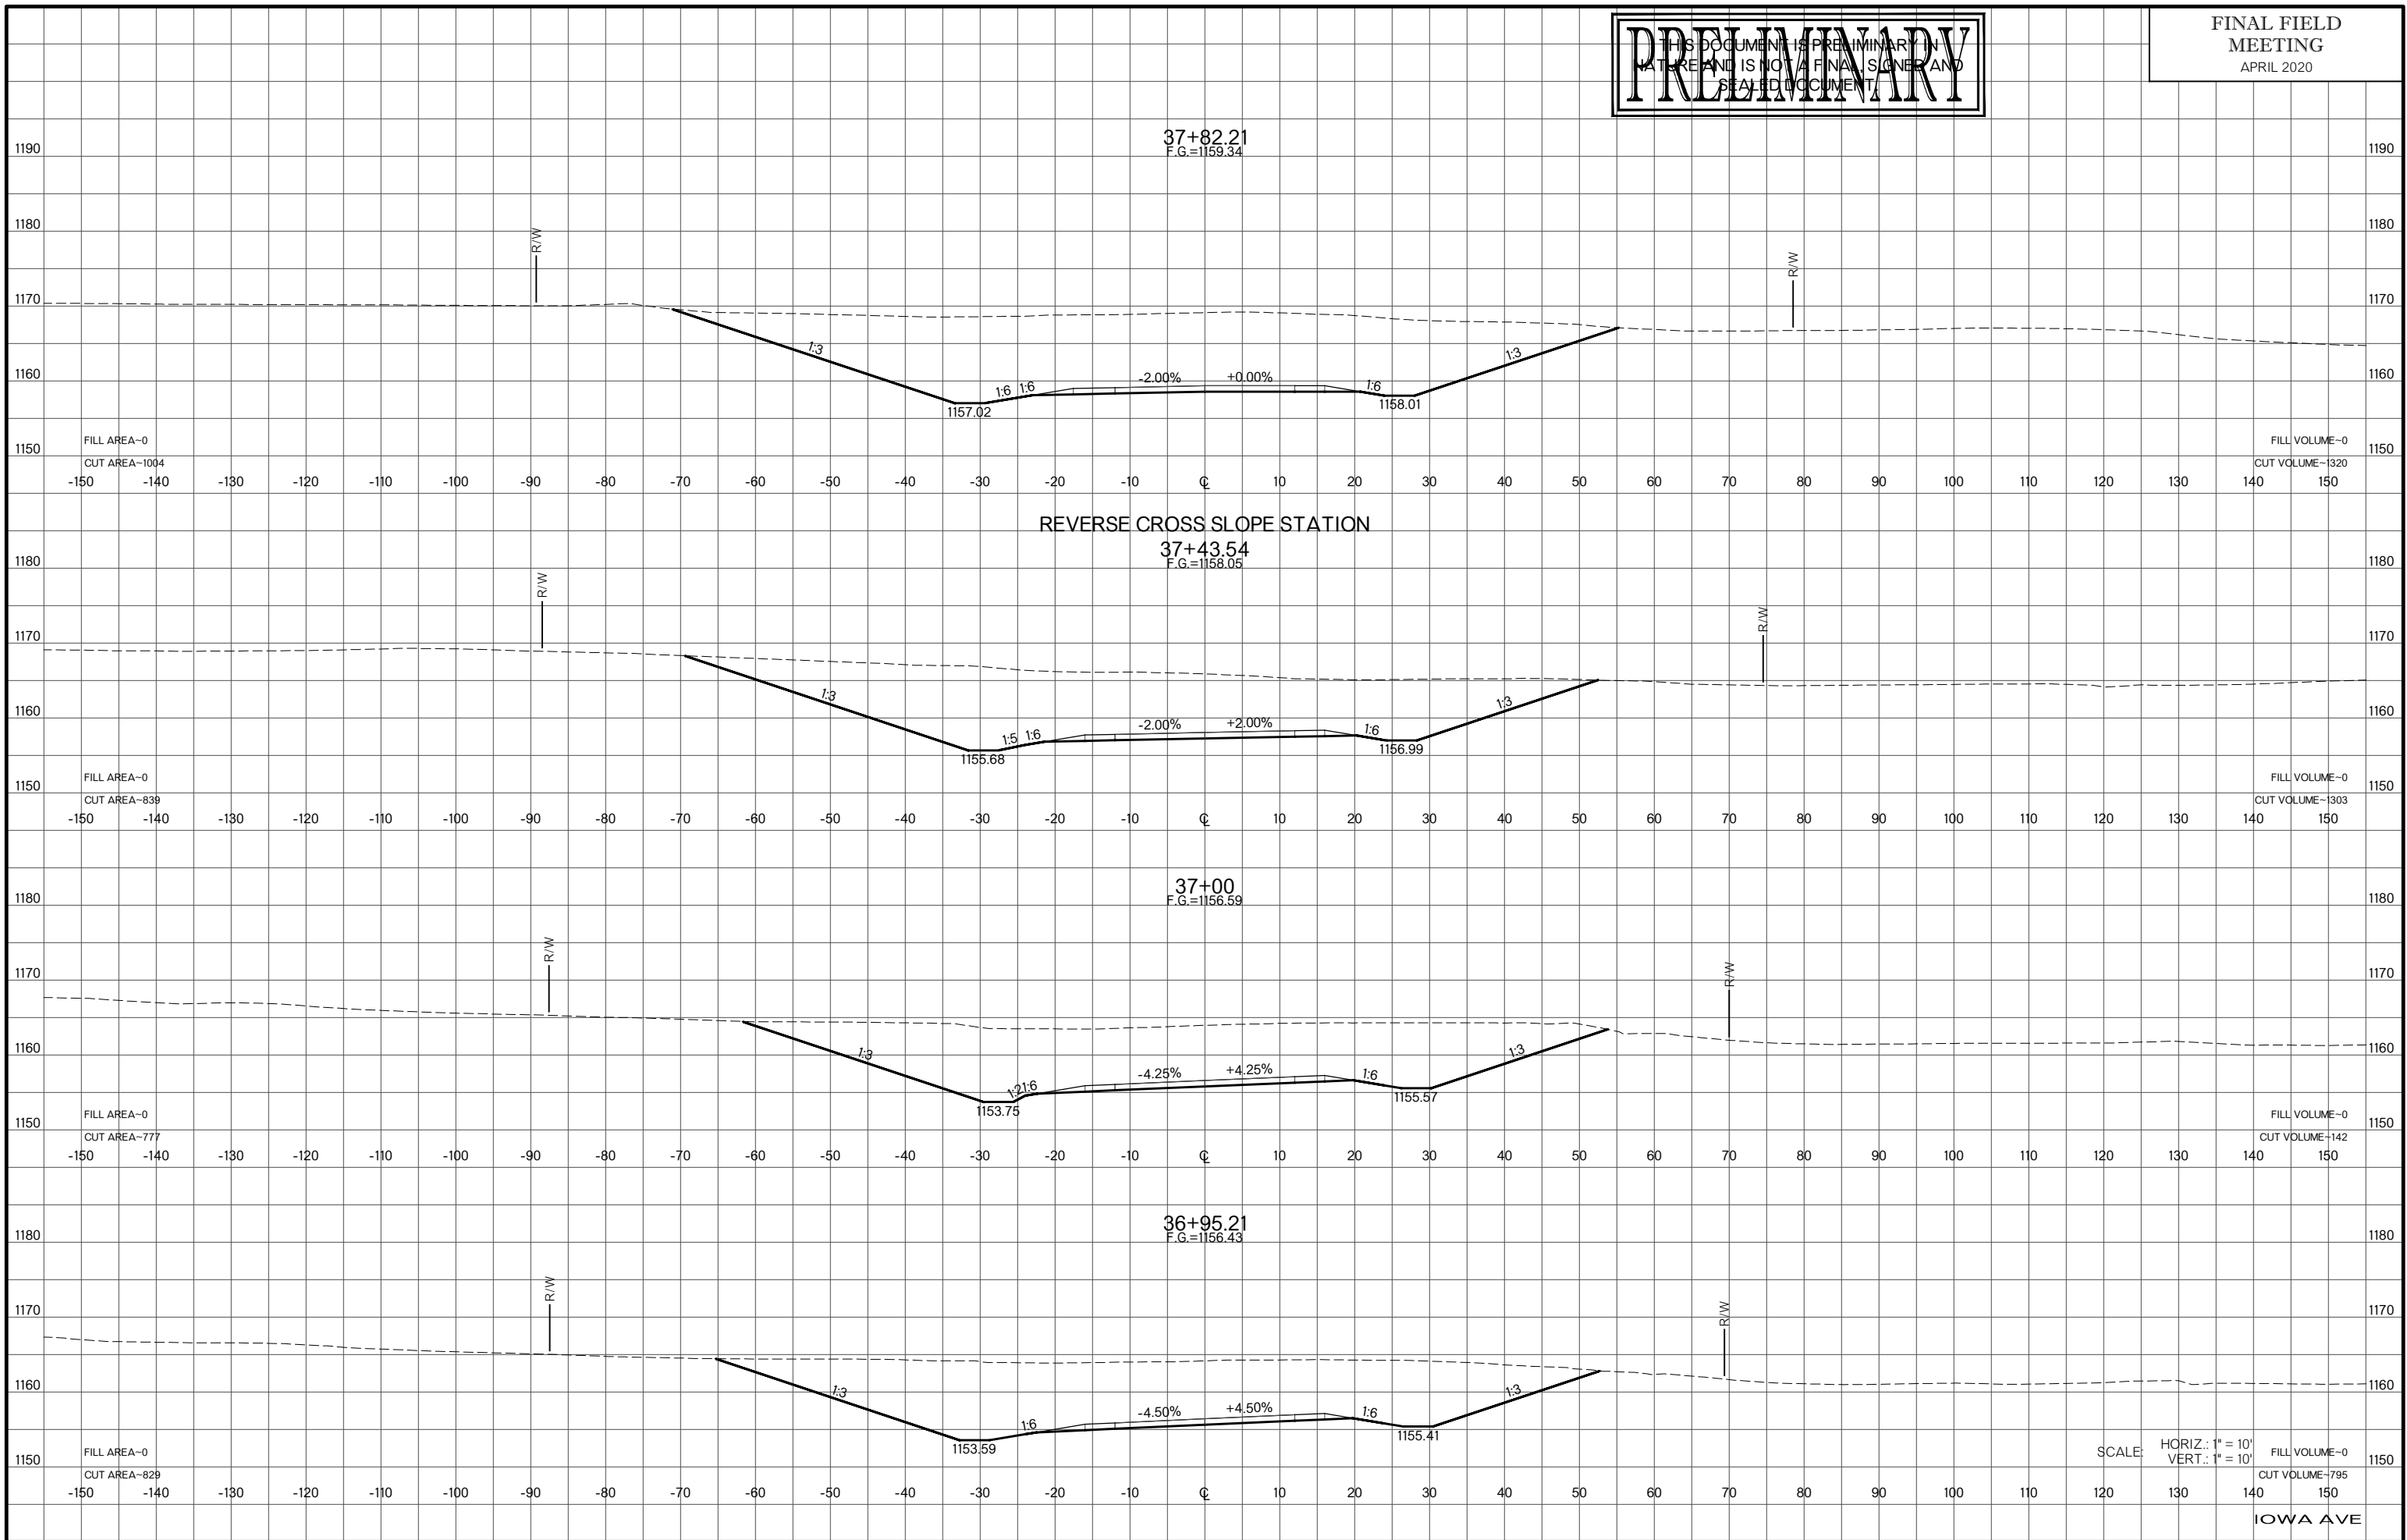 PRELIMINARY
THIS DOCUMENT IS PRELIMINARY IN
NATURE AND IS NOT A FINAL, SIGNED AND
SEALED DOCUMENT.
FINAL FIELD
MEETING
APRIL 2020
37+82.21
F.G.=1159.34
1190 1190
1180 1180
R/W R/W
1170 1170
1:3 1:3
1160 1160
1:6 1:6 -2.00% +0.00% 1:6
1157.02 1158.01
FILL AREA~0 FILL VOLUME~0
1150 1150
CUT AREA~1004 CUT VOLUME~1320
-150 -140 -130 -120 -110 -100 -90 -80 -70 -60 -50 -40 -30 -20 -10 ℄ 10 20 30 40 50 60 70 80 90 100 110 120 130 140 150
REVERSE CROSS SLOPE STATION
37+43.54
F.G.=1158.05
1180 1180
R/W R/W
1170 1170
1:3 1:3
1160 1160
1:5 1:6 -2.00% +2.00% 1:6
1155.68 1156.99
FILL AREA~0 FILL VOLUME~0
1150 1150
CUT AREA~839 CUT VOLUME~1303
-150 -140 -130 -120 -110 -100 -90 -80 -70 -60 -50 -40 -30 -20 -10 ℄ 10 20 30 40 50 60 70 80 90 100 110 120 130 140 150
37+00
F.G.=1156.59
1180 1180
R/W R/W
1170 1170
1160 1160
1:3 1:3
1:2 1:6 -4.25% +4.25% 1:6
1153.75 1155.57
FILL AREA~0 FILL VOLUME~0
1150 1150
CUT AREA~777 CUT VOLUME~142
-150 -140 -130 -120 -110 -100 -90 -80 -70 -60 -50 -40 -30 -20 -10 ℄ 10 20 30 40 50 60 70 80 90 100 110 120 130 140 150
36+95.21
F.G.=1156.43
1180 1180
R/W R/W
1170 1170
1160 1160
1:3 1:3
1:6 -4.50% +4.50% 1:6
1153.59 1155.41
SCALE: HORIZ.: 1" = 10'
VERT.: 1" = 10'
FILL AREA~0 FILL VOLUME~0
1150 1150
CUT AREA~829 CUT VOLUME~795
-150 -140 -130 -120 -110 -100 -90 -80 -70 -60 -50 -40 -30 -20 -10 ℄ 10 20 30 40 50 60 70 80 90 100 110 120 130 140 150
IOWA AVE